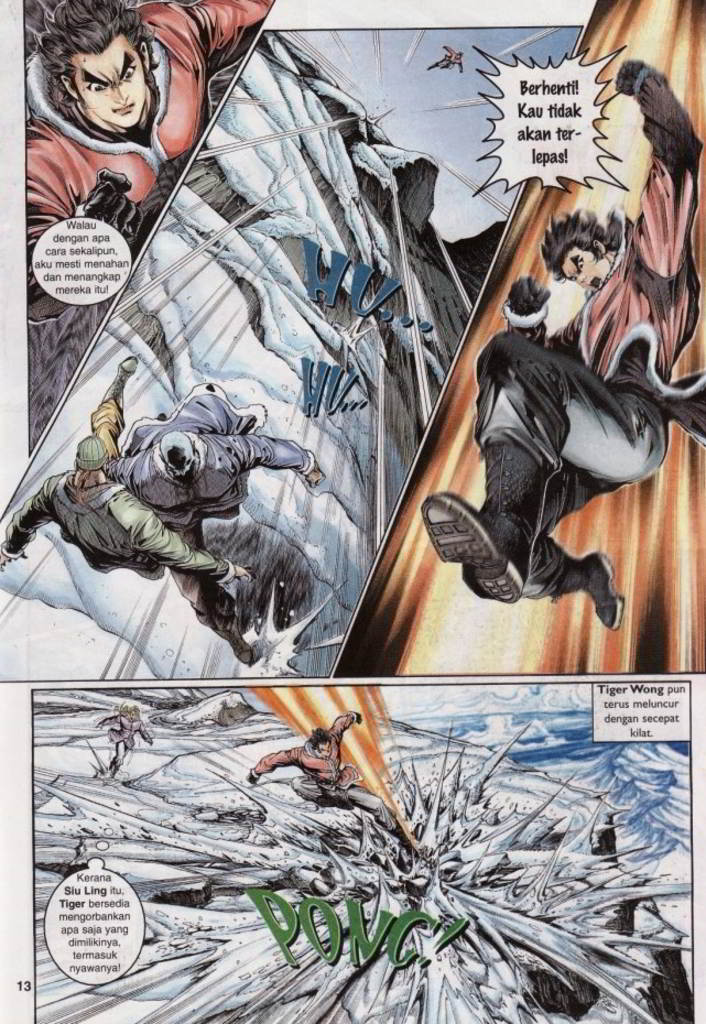 Walau
dengan apa
cara sekalipun,
aku mesti menahan
dan menangkap
mereka itu!
HU...
HU...
Berhenti!
Kau tidak
akan ter-
lepas!
Tiger Wong pun
terus meluncur
dengan secepat
kilat.
Kerana
Siu Ling itu,
Tiger bersedia
mengorbankan
apa saja yang
dimilikinya,
termasuk
nyawanya!
PONG!
13